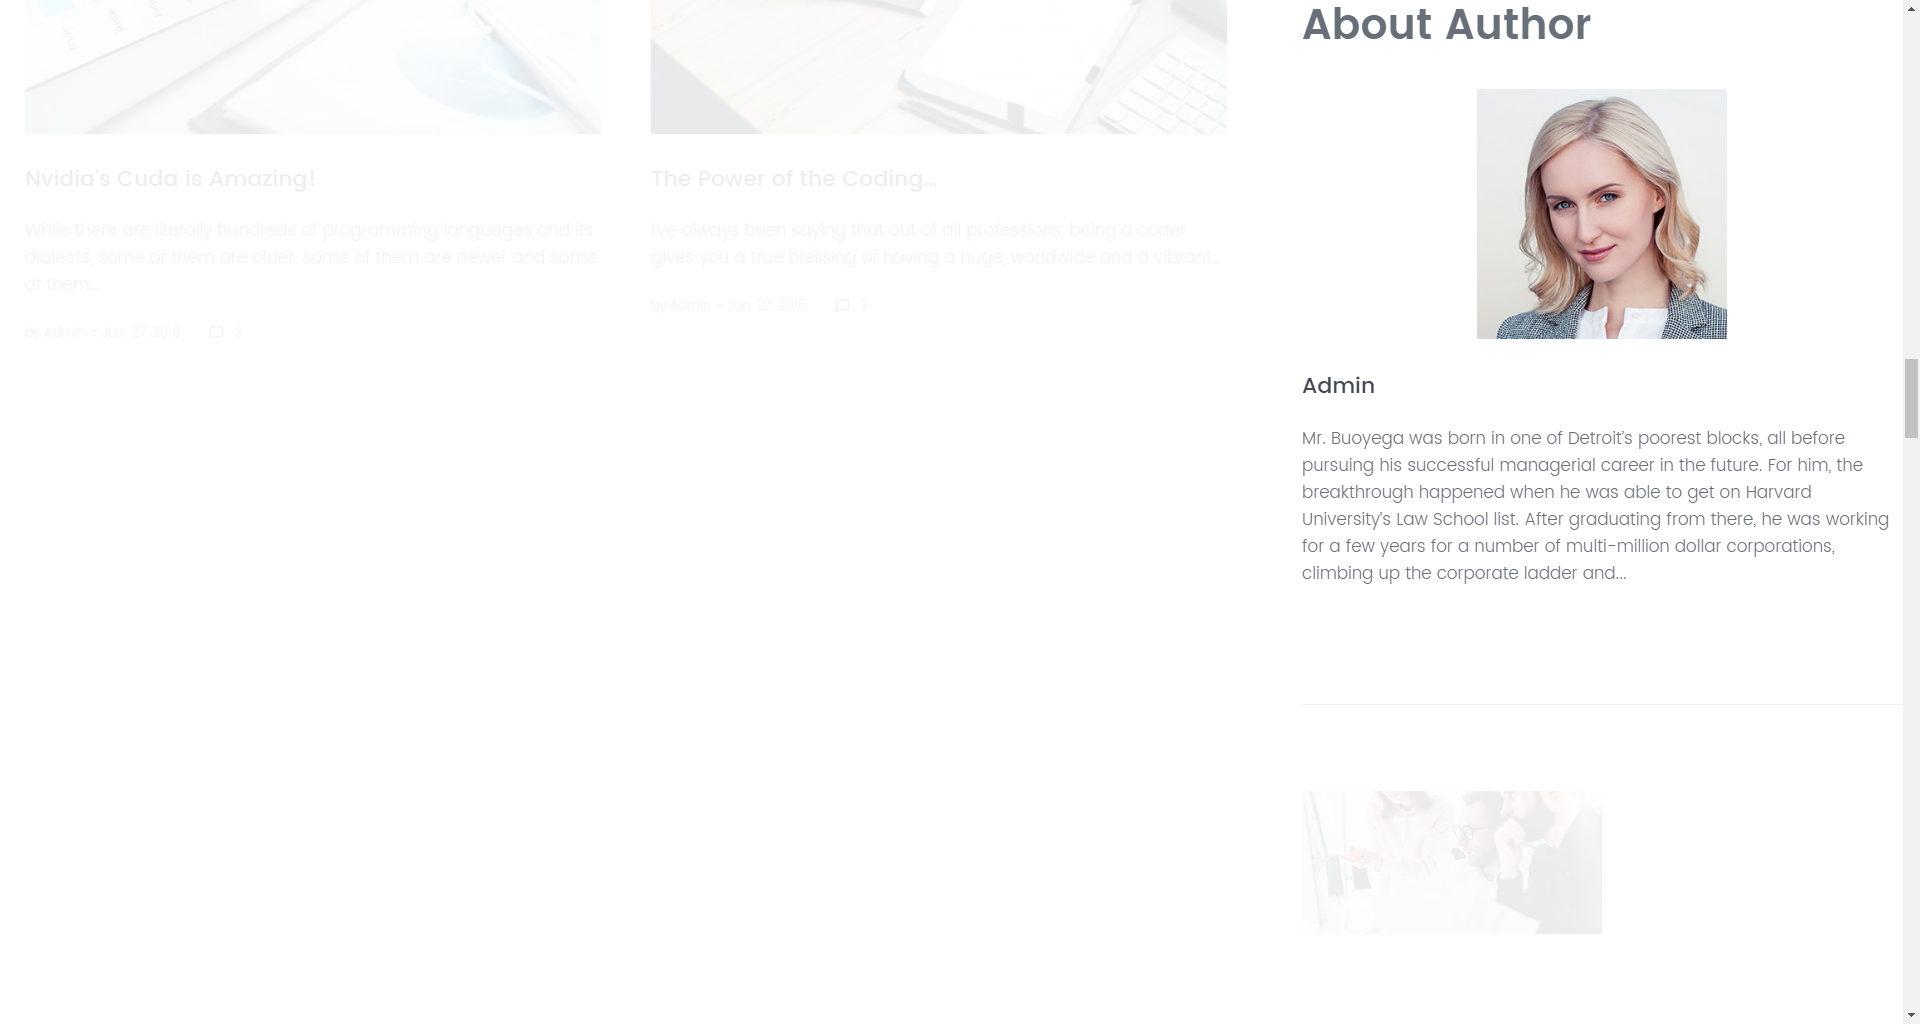 Nvidia's Cuda is Amazing!
While there are literally hundreds of programming languages and its
dialects, some of them are older, some of them are newer and some
of them...
by Admin - Jun. 27, 2016 3
The Power of the Coding...
I've always been saying that out of all professions, being a coder
gives you a true blessing of having a huge, worldwide and a vibrant...
by Admin - Jun. 27, 2016 3
About Author
Admin
Mr. Buoyega was born in one of Detroit’s poorest blocks, all before
pursuing his successful managerial career in the future. For him, the
breakthrough happened when he was able to get on Harvard
University’s Law School list. After graduating from there, he was working
for a few years for a number of multi-million dollar corporations,
climbing up the corporate ladder and...